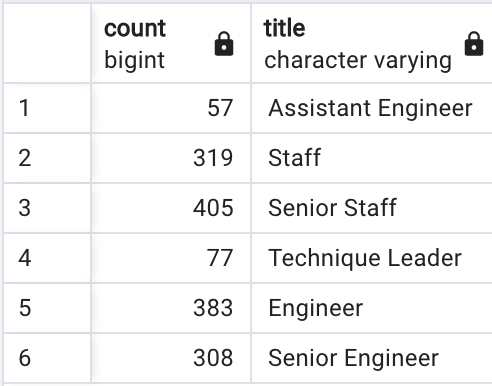 count title
bigint character varying
1 57 Assistant Engineer
2 319 Staff
3 405 Senior Staff
4 77 Technique Leader
5 383 Engineer
6 308 Senior Engineer